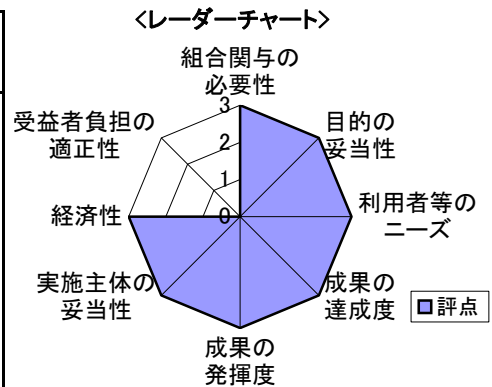 <レーダーチャート>
組合関与の
必要性
目的の
妥当性
利用者等の
ニーズ
成果の
達成度
成果の
発揮度
実施主体の
妥当性
経済性
受益者負担の
適正性
3
2
1
0
評点